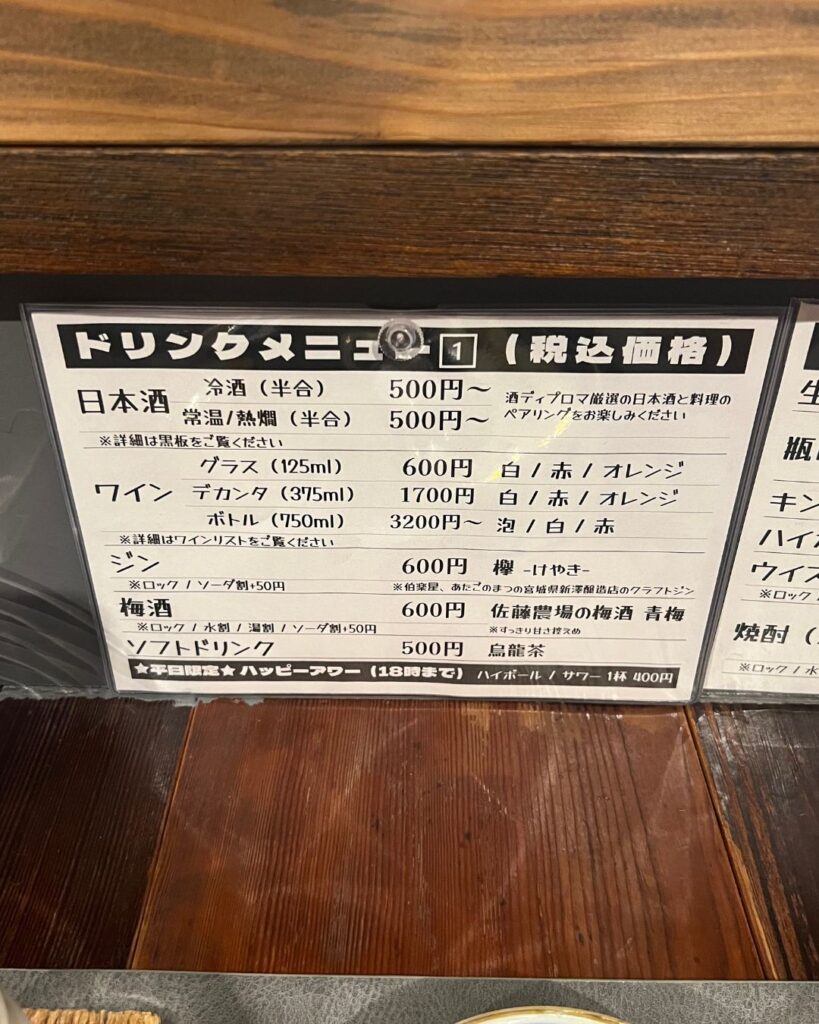 ドリンクメニュー 1 (税込価格)
日本酒 冷酒 (半合) 500円～ 酒ディプロマ厳選の日本酒と料理の
常温/熱燗 (半合) 500円～ ペアリングをお楽しみください
※詳細は黒板をご覧ください
グラス (125ml) 600円 白 / 赤 / オレンジ
ワイン デカンタ (375ml) 1700円 白 / 赤 / オレンジ
ボトル (750ml) 3200円～ 泡 / 白 / 赤
※詳細はワインリストをご覧ください
ジン 600円 欅 -けやき-
※ロック / ソーダ割+50円 ※伯楽星、あたごのまつの宮城県新澤醸造店のクラフトジン
梅酒 600円 佐藤農場の梅酒 青梅
※ロック / 水割 / 湯割 / ソーダ割+50円 ※すっきり甘さ控えめ
ソフトドリンク 500円 烏龍茶
★平日限定★ ハッピーアワー (18時まで) ハイボール / サワー 1杯 400円
生
瓶
キン
ハイ
ウイス
※ロック /
焼酎 (
※ロック / 水